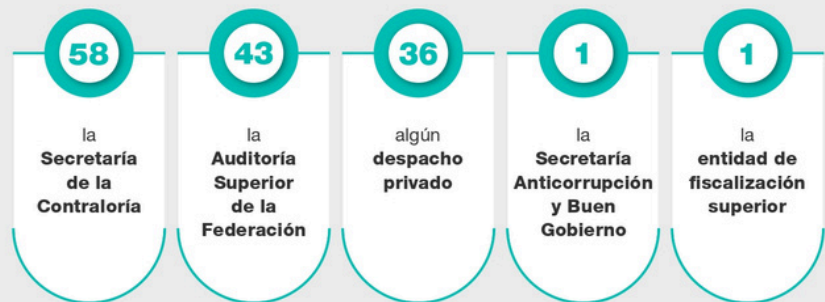 58
la
Secretaría
de la
Contraloría
43
la
Auditoría
Superior
de la
Federación
36
algún
despacho
privado
1
la
Secretaría
Anticorrupción
y Buen
Gobierno
1
la
entidad de
fiscalización
superior